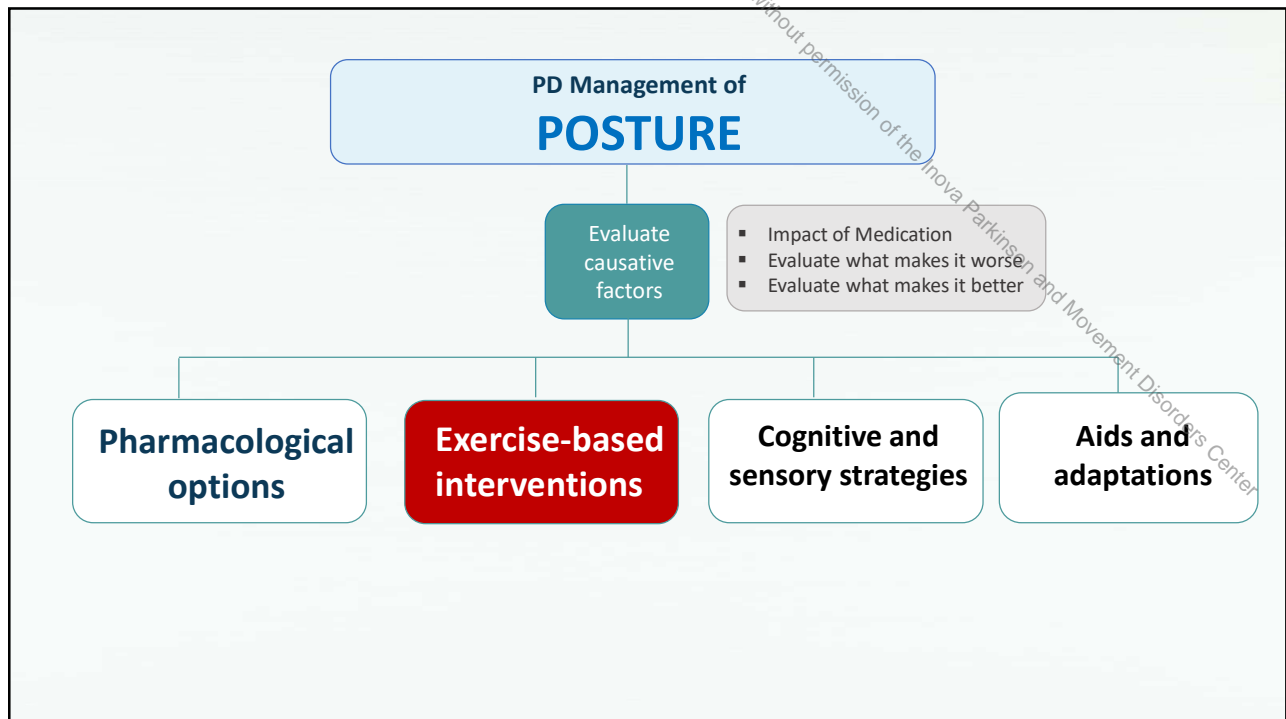 PD Management of
POSTURE
Evaluate
causative
factors
▪ Impact of Medication
▪ Evaluate what makes it worse
▪ Evaluate what makes it better
Pharmacological
options
Exercise-based
interventions
Cognitive and
sensory strategies
Aids and
adaptations
without permission of the Inova Parkinson and Movement Disorders Center